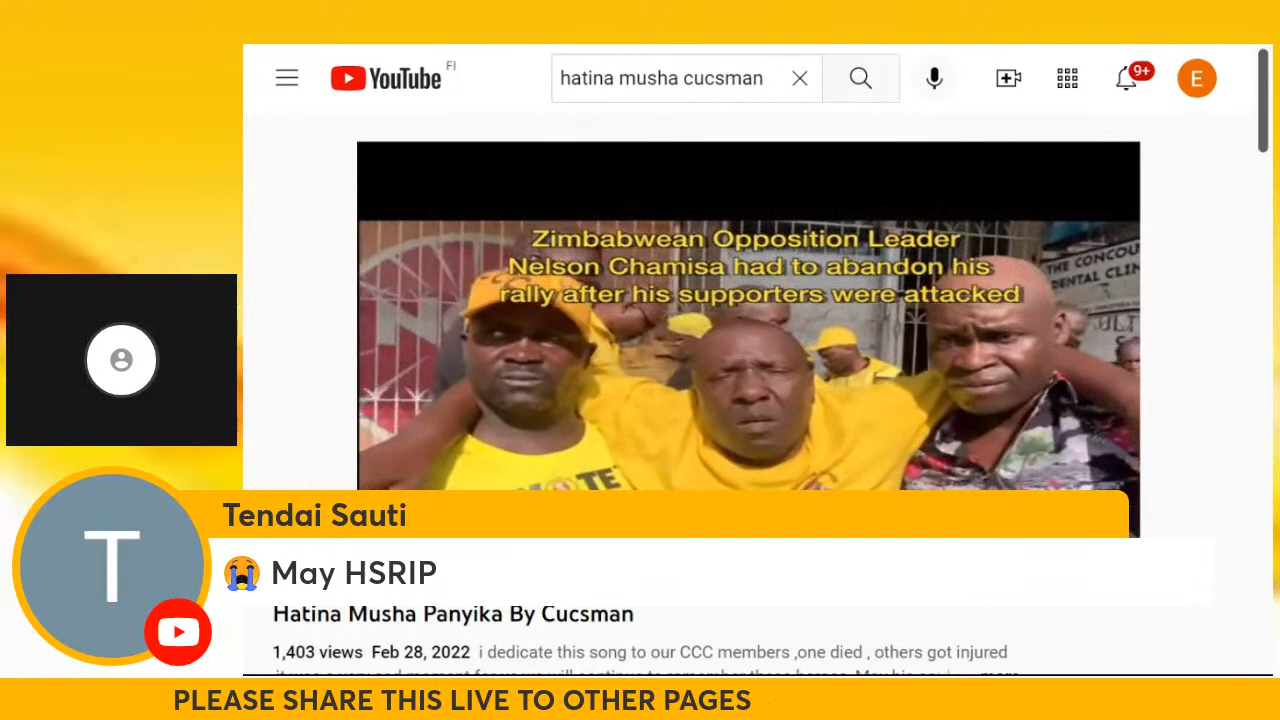 YouTube FI
hatina musha cucsman
9+
E
Zimbabwean Opposition Leader
Nelson Chamisa had to abandon his
rally after his supporters were attacked
THE CONCOU
DENTAL CLIN
ULT
OTE
Tendai Sauti
T
😭 May HSRIP
Hatina Musha Panyika By Cucsman
1,403 views Feb 28, 2022 i dedicate this song to our CCC members ,one died , others got injured
PLEASE SHARE THIS LIVE TO OTHER PAGES